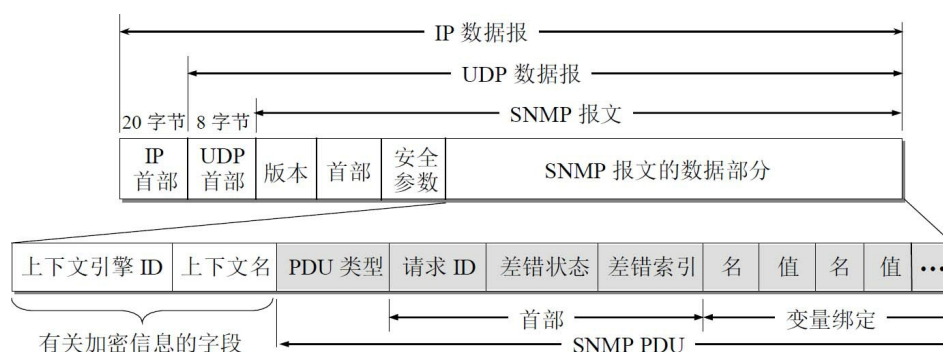 IP 数据报
UDP 数据报
20 字节 8 字节 SNMP 报文
IP 首部 UDP 首部 版本 首部 安全参数 SNMP 报文的数据部分
上下文引擎 ID 上下文名 PDU 类型 请求 ID 差错状态 差错索引 名 值 名 值 •••
首部 变量绑定
有关加密信息的字段 SNMP PDU